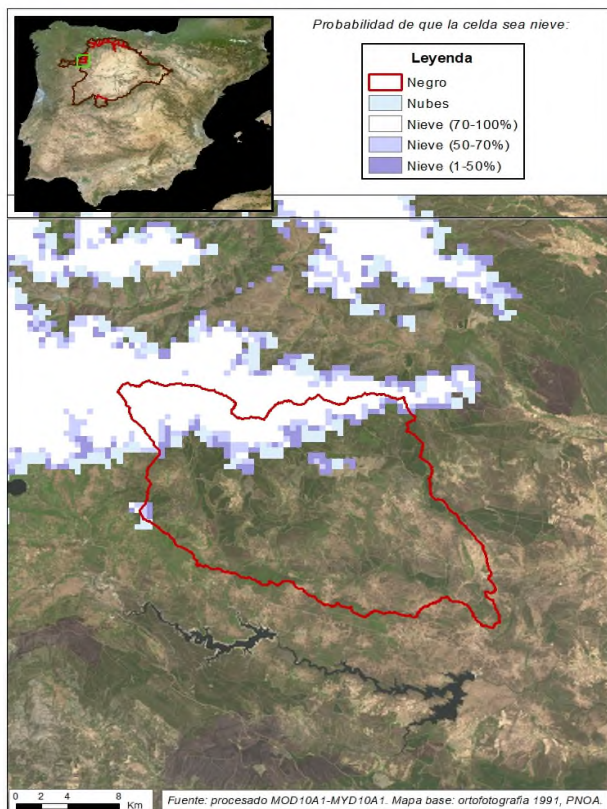 Probabilidad de que la celda sea nieve:
Leyenda
Negro
Nubes
Nieve (70-100%)
Nieve (50-70%)
Nieve (1-50%)
0 2 4 8
Km
Fuente: procesado MOD10A1-MYD10A1. Mapa base: ortofotografia 1991, PNOA